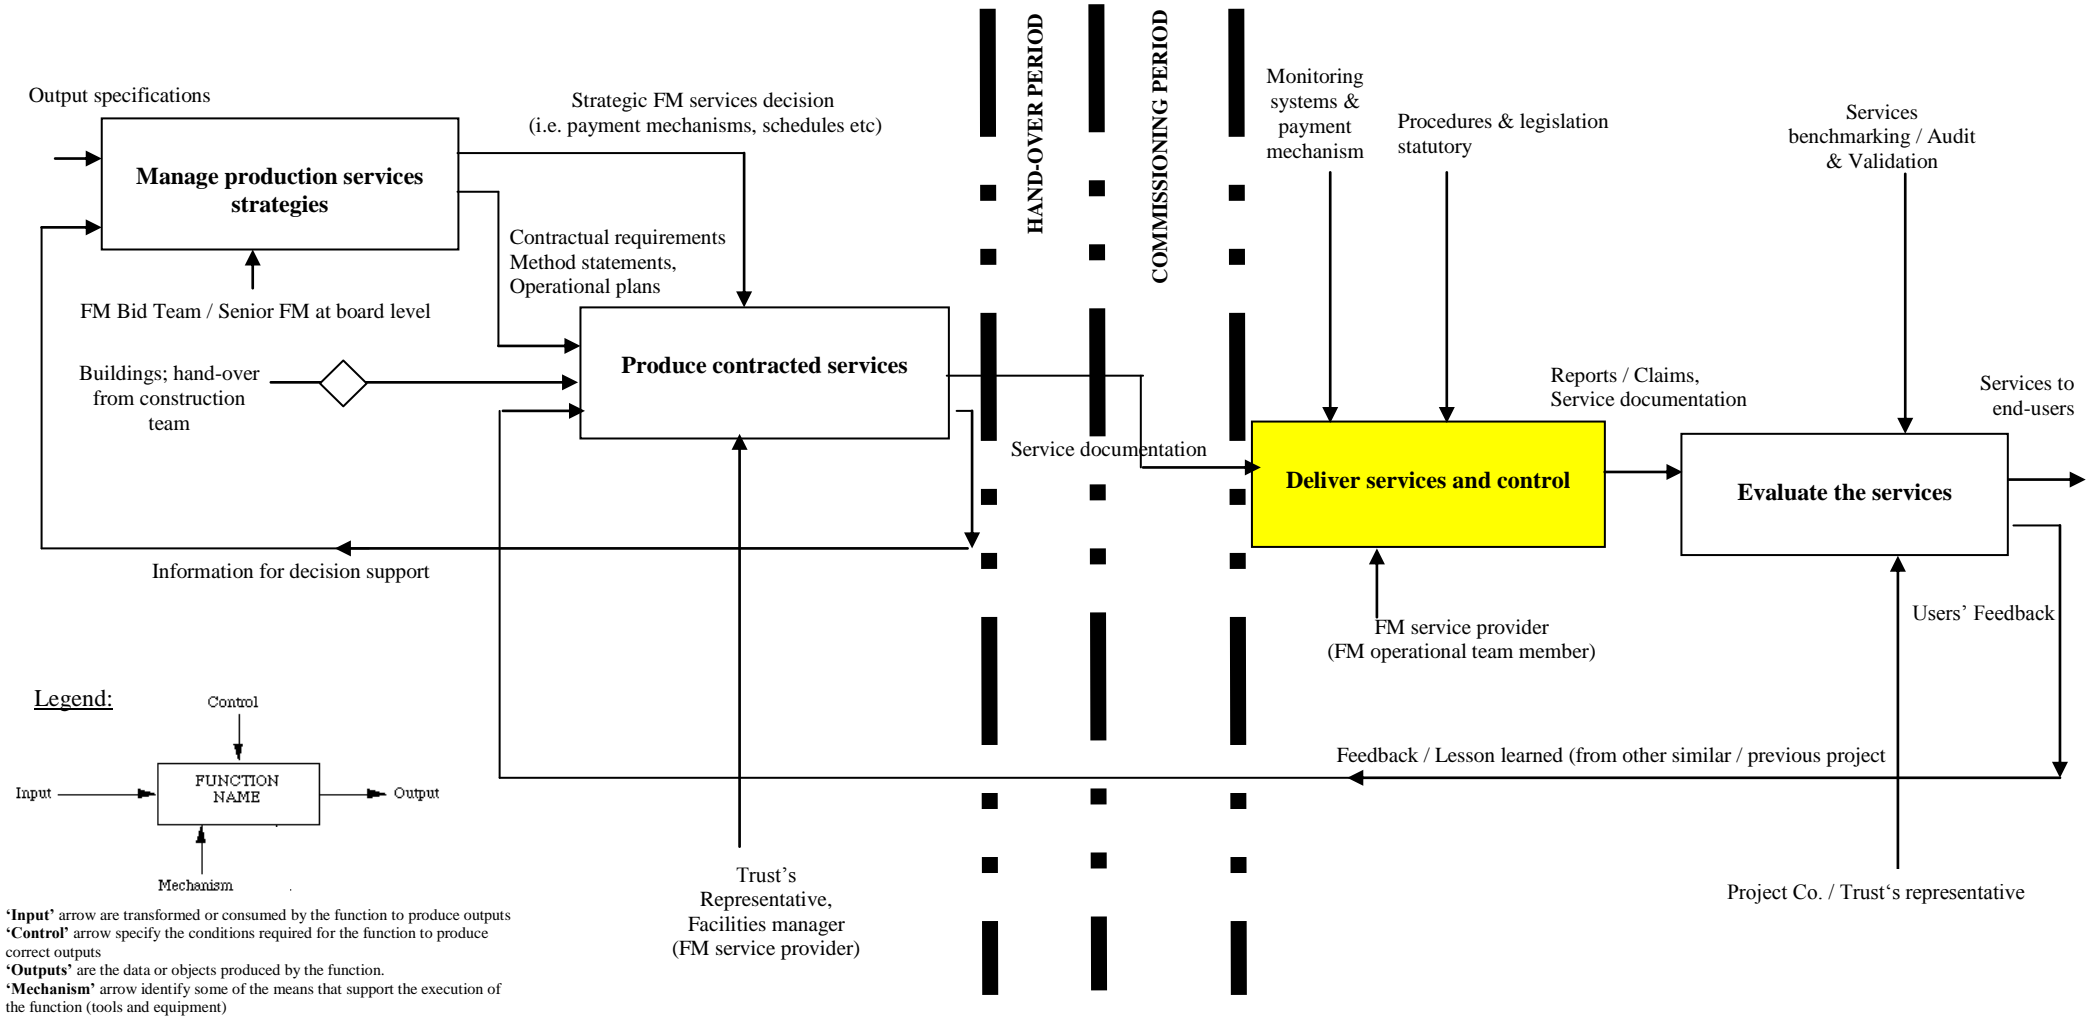 Output specifications
Manage production services
strategies
FM Bid Team / Senior FM at board level
Strategic FM services decision
(i.e. payment mechanisms, schedules etc)
Contractual requirements
Method statements,
Operational plans
Buildings; hand-over
from construction
team
Produce contracted services
Information for decision support
Trust's
Representative,
Facilities manager
(FM service provider)
HAND-OVER PERIOD
COMMISSIONING PERIOD
Service documentation
Monitoring
systems &
payment
mechanism
Procedures & legislation
statutory
Deliver services and control
FM service provider
(FM operational team member)
Reports / Claims,
Service documentation
Services
benchmarking / Audit
& Validation
Evaluate the services
Services to
end-users
Users' Feedback
Feedback / Lesson learned (from other similar / previous project
Project Co. / Trust‘s representative
Legend:
Control
Input
FUNCTION
NAME
Output
Mechanism
‘Input’ arrow are transformed or consumed by the function to produce outputs
‘Control’ arrow specify the conditions required for the function to produce
correct outputs
‘Outputs’ are the data or objects produced by the function.
‘Mechanism’ arrow identify some of the means that support the execution of
the function (tools and equipment)